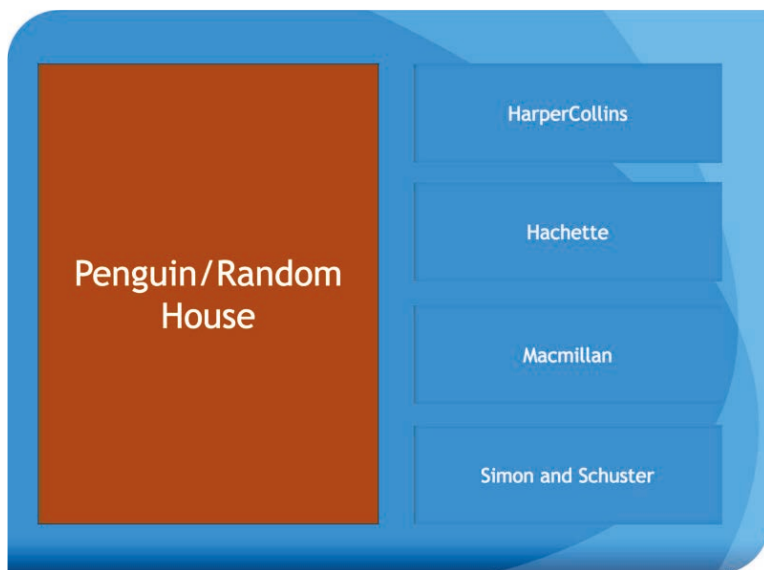 Penguin/Random
House
HarperCollins
Hachette
Macmillan
Simon and Schuster